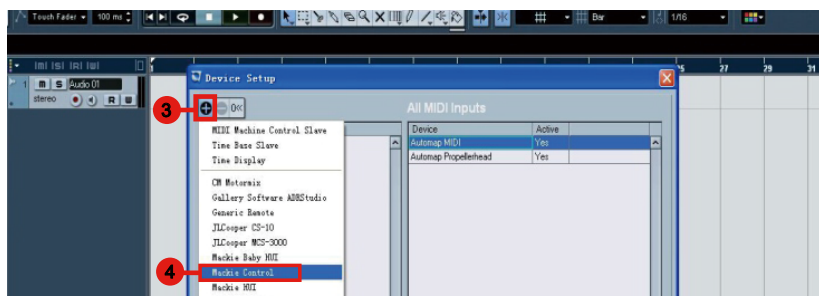 Touch Fader 100 ms Bar 1/16
27 29 31
1 m S Audio 01
stereo R W
Device Setup
3
All MIDI Inputs
MIDI Machine Control Slave
Time Base Slave
Time Display
CM Motormix
Gallery Software ADRStudio
Generic Remote
JLCooper CS-10
JLCooper MCS-3000
Mackie Baby HUI
4 Mackie Control
Mackie HUI
Device Active
Automap MIDI Yes
Automap Propellerhead Yes